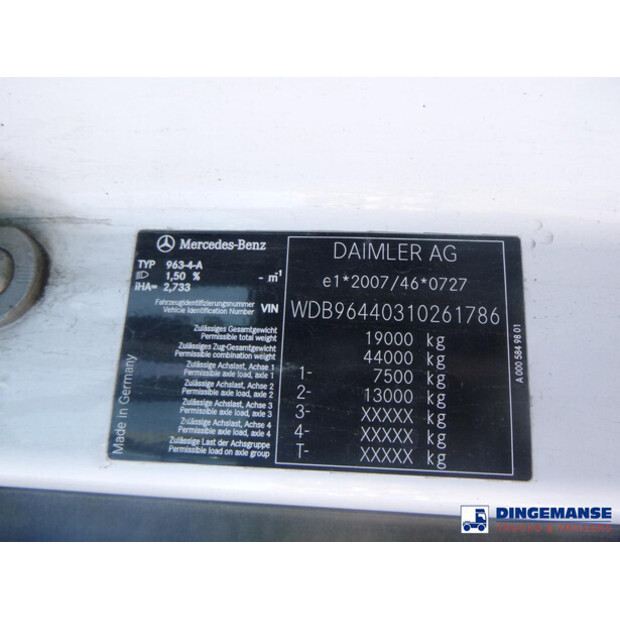 Mercedes-Benz
TYP 963-4-A
1,50 % - m-1
iHA= 2,733
Fahrzeugidentifizierungsnummer
Vehicle Identification Number VIN
Zulässiges Gesamtgewicht
Permissible total weight
Zulässiges Zug-Gesamtgewicht
Permissible combination weight
Zulässige Achslast, Achse 1
Permissible axle load, axle 1
Zulässige Achslast, Achse 2
Permissible axle load, axle 2
Zulässige Achslast, Achse 3
Permissible axle load, axle 3
Zulässige Achslast, Achse 4
Permissible axle load, axle 4
Zulässige Last der Achsgruppe
Permissible load on axle group
Made in Germany
DAIMLER AG
e1*2007/46*0727
WDB96440310261786
19000 kg
44000 kg
1- 7500 kg
2- 13000 kg
3- XXXXX kg
4- XXXXX kg
T- XXXXX kg
A 000 584 98 01
DINGEMANSE
TRUCKS & TRAILERS